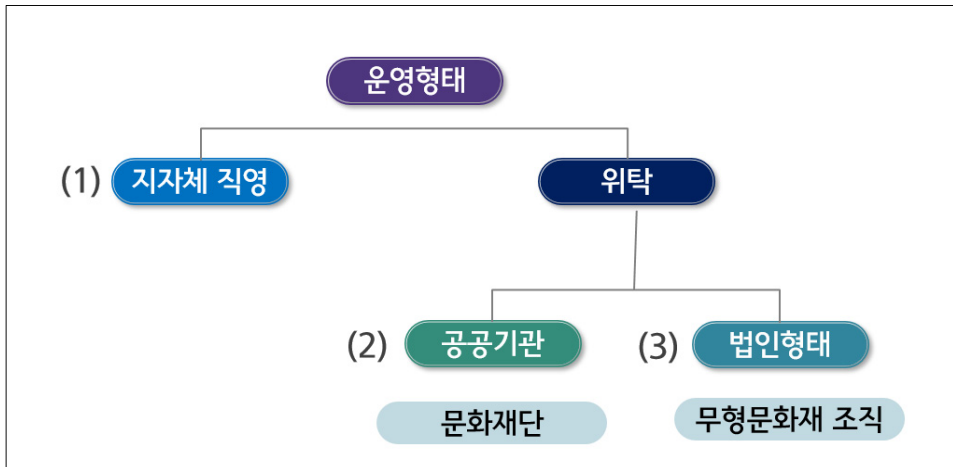 운영형태
(1) 지자체 직영
위탁
(2) 공공기관
(3) 법인형태
문화재단
무형문화재 조직